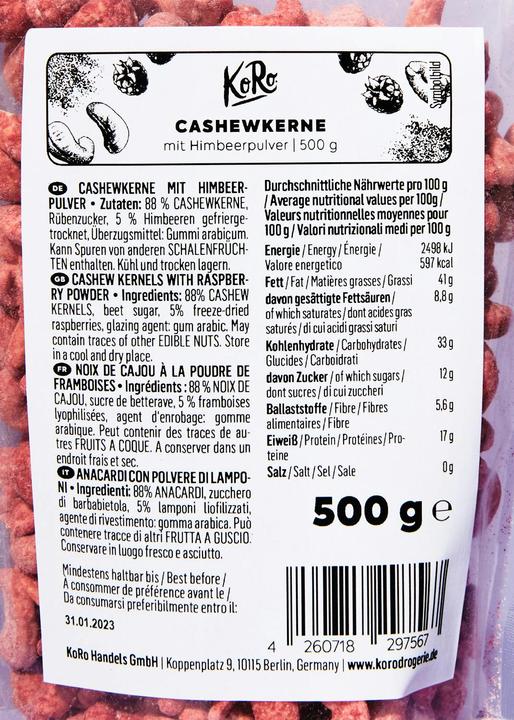 KoRo
Symbolbild
CASHEWKERNE
mit Himbeerpulver | 500 g
DE CASHEWKERNE MIT HIMBEER-
PULVER • Zutaten: 88 % CASHEWKERNE,
Rübenzucker, 5 % Himbeeren gefrierge-
trocknet, Überzugsmittel: Gummi arabicum.
Kann Spuren von anderen SCHALENFRÜCH-
TEN enthalten. Kühl und trocken lagern.
GB CASHEW KERNELS WITH RASPBER-
RY POWDER • Ingredients: 88% CASHEW
KERNELS, beet sugar, 5% freeze-dried
raspberries, glazing agent: gum arabic. May
contain traces of other EDIBLE NUTS. Store
in a cool and dry place.
FR NOIX DE CAJOU À LA POUDRE DE
FRAMBOISES • Ingrédients : 88 % NOIX DE
CAJOU, sucre de betterave, 5 % framboises
lyophilisées, agent d'enrobage: gomme
arabique. Peut contenir des traces de au-
tres FRUITS A COQUE. A conserver dans un
endroit frais et sec.
IT ANACARDI CON POLVERE DI LAMPO-
NI • Ingredienti: 88% ANACARDI, zucchero
di barbabietola, 5% lamponi liofilizzati,
agente di rivestimento: gomma arabica. Può
contenere tracce di altri FRUTTA A GUSCIO.
Conservare in luogo fresco e asciutto.
Mindestens haltbar bis / Best before /
A consommer de préférence avant le /
Da consumarsi preferibilmente entro il:
31.01.2023
Durchschnittliche Nährwerte pro 100 g
/ Average nutritional values per 100g /
Valeurs nutritionnelles moyennes pour
100 g / Valori nutrizionali medi per 100 g
Energie / Energy / Énergie / 2498 kJ
Valore energetico 597 kcal
Fett / Fat / Matières grasses / Grassi 41 g
davon gesättigte Fettsäuren / 8,8 g
of which saturates / dont acides gras
saturés / di cui acidi grassi saturi
Kohlenhydrate / Carbohydrates / 33 g
Glucides / Carboidrati
davon Zucker / of which sugars / 12 g
dont sucres / di cui zuccheri
Ballaststoffe / Fibre / Fibres 5,6 g
alimentaires / Fibre
Eiweiß / Protein / Protéines / Pro- 17 g
teine
Salz / Salt / Sel / Sale 0 g
500 g e
4 260718 297567
KoRo Handels GmbH | Koppenplatz 9, 10115 Berlin, Germany | www.korodrogerie.de